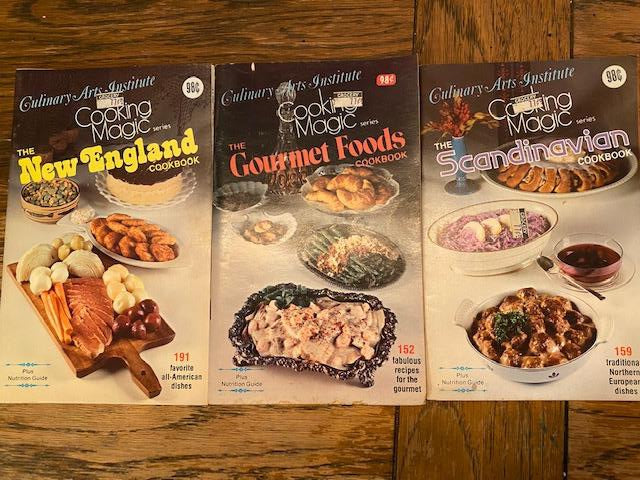 Culinary Arts Institute
98¢
GROCERY
Cooking
Magic series
THE
New England
COOKBOOK
191
favorite
all-American
dishes
Plus
Nutrition Guide
Culinary Arts Institute
98¢
GROCERY
Cooking
Magic series
THE
Gourmet Foods
COOKBOOK
152
fabulous
recipes
for the
gourmet
Plus
Nutrition Guide
Culinary Arts Institute
98¢
GROCERY
Cooking
Magic series
THE
Scandinavian
COOKBOOK
159
traditional
Northern
European
dishes
Plus
Nutrition Guide